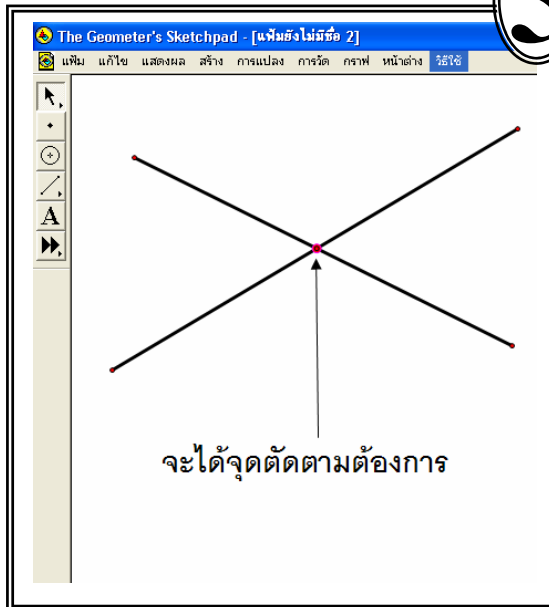 The Geometer's Sketchpad - [แฟ้มยังไม่มีชื่อ 2]
แฟ้ม แก้ไข แสดงผล สร้าง การแปลง การวัด กราฟ หน้าต่าง วิธีใช้
A
จะได้จุดตัดตามต้องการ